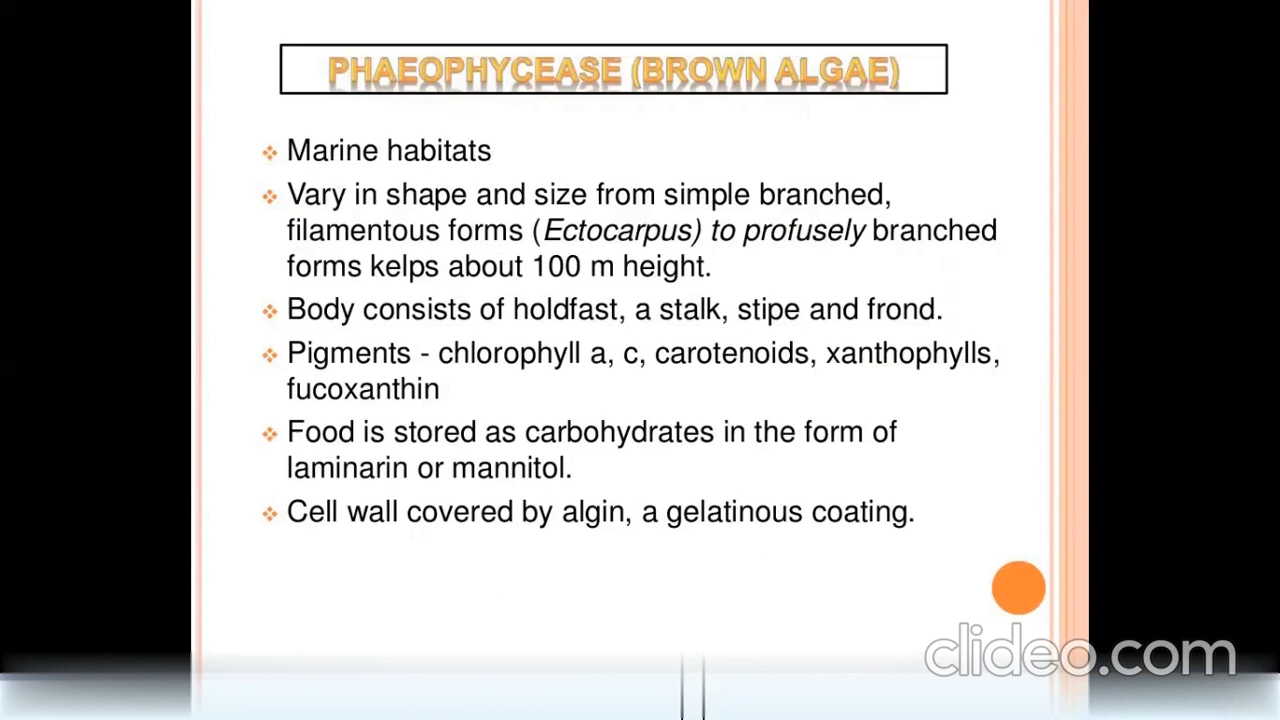 PHAEOPHYCEASE (BROWN ALGAE)
Marine habitats
Vary in shape and size from simple branched,
filamentous forms (Ectocarpus) to profusely branched
forms kelps about 100 m height.
Body consists of holdfast, a stalk, stipe and frond.
Pigments - chlorophyll a, c, carotenoids, xanthophylls,
fucoxanthin
Food is stored as carbohydrates in the form of
laminarin or mannitol.
Cell wall covered by algin, a gelatinous coating.
clideo.com